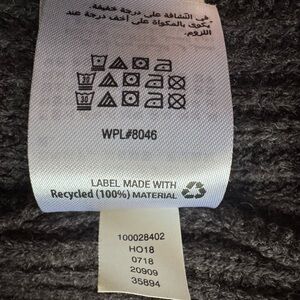 في النشافة على درجة خفيفة.
يكوى بالمكواة على أخف درجة عند
اللزوم.
WPL#8046
LABEL MADE WITH
Recycled (100%) MATERIAL
100028402
HO18
0718
20909
35894